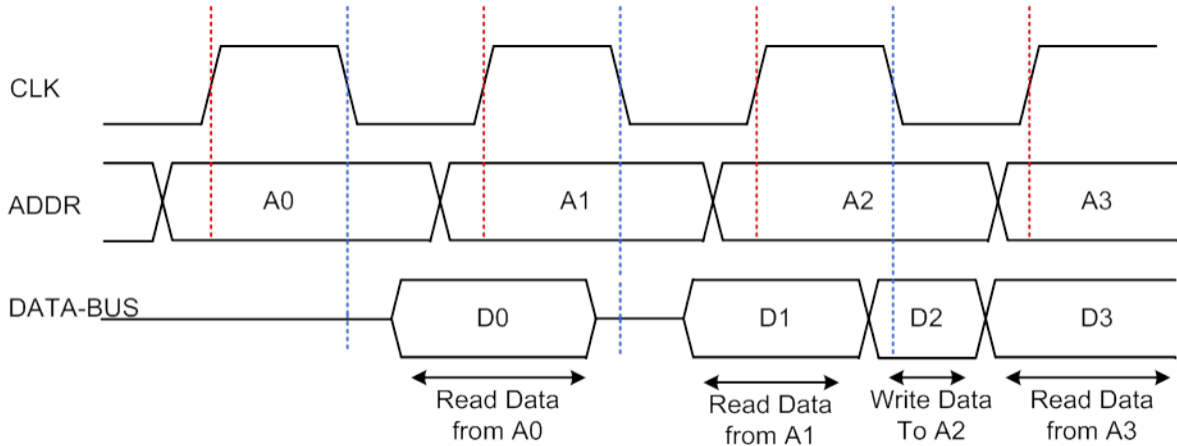 CLK
ADDR
A0
A1
A2
A3
DATA-BUS
D0
D1
D2
D3
Read Data
from A0
Read Data
from A1
Write Data
To A2
Read Data
from A3